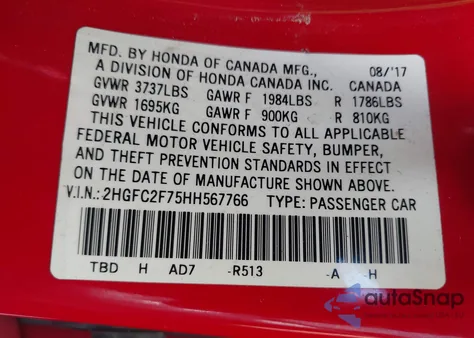 MFD. BY HONDA OF CANADA MFG., 08/'17
A DIVISION OF HONDA CANADA INC. CANADA
GVWR 3737LBS GAWR F 1984LBS R 1786LBS
GVWR 1695KG GAWR F 900KG R 810KG
THIS VEHICLE CONFORMS TO ALL APPLICABLE
FEDERAL MOTOR VEHICLE SAFETY, BUMPER,
AND THEFT PREVENTION STANDARDS IN EFFECT
ON THE DATE OF MANUFACTURE SHOWN ABOVE.
V.I.N.: 2HGFC2F75HH567766 TYPE: PASSENGER CAR
TBD H AD7 -R513 -A -H
autoSnap